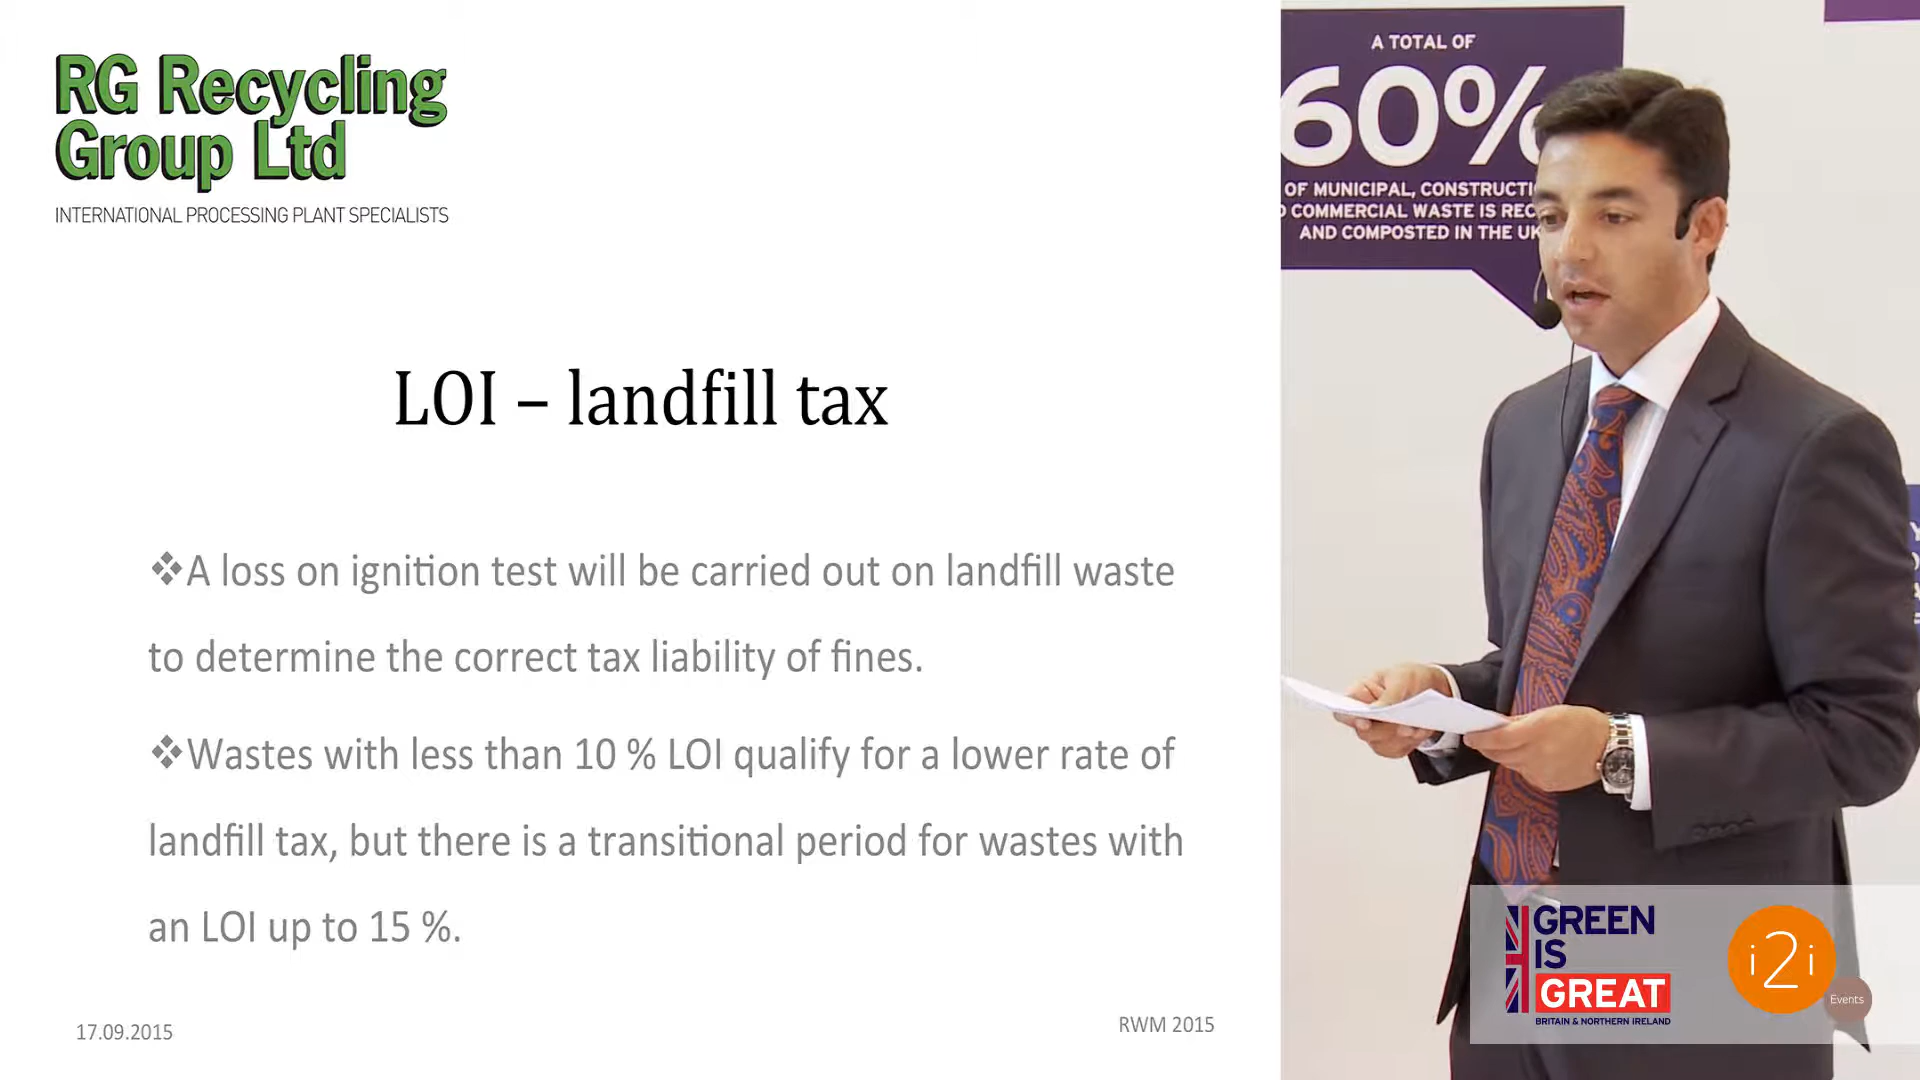 RG Recycling
Group Ltd
INTERNATIONAL PROCESSING PLANT SPECIALISTS
LOI – landfill tax
❖A loss on ignition test will be carried out on landfill waste
to determine the correct tax liability of fines.
❖Wastes with less than 10 % LOI qualify for a lower rate of
landfill tax, but there is a transitional period for wastes with
an LOI up to 15 %.
17.09.2015
RWM 2015
A TOTAL OF
60%
OF MUNICIPAL,
COMMERCIAL WASTE IS
AND COMPOSTED IN THE UK
GREEN
IS
GREAT
BRITAIN & NORTHERN IRELAND
i2i
Events